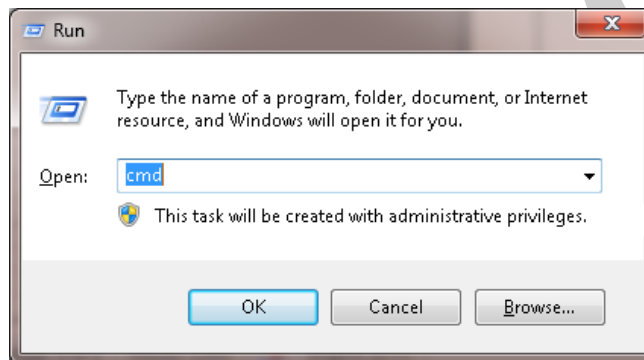 Run
Type the name of a program, folder, document, or Internet
resource, and Windows will open it for you.
Open:
cmd
This task will be created with administrative privileges.
OK
Cancel
Browse...